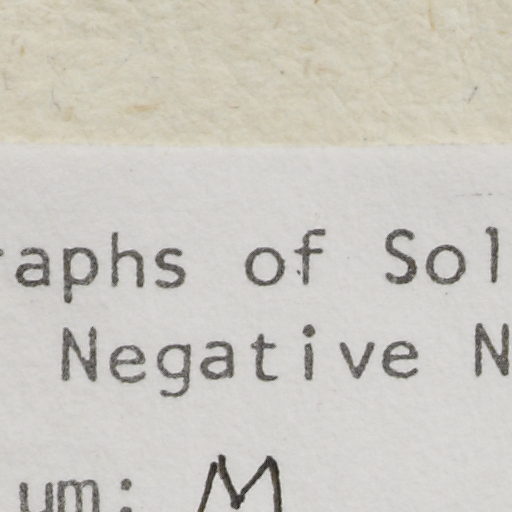 raphs of Sol
Negative N
um: M